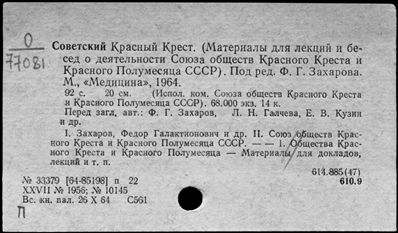 О
77081
Советский Красный Крест. (Материалы для лекций и бе-
сед о деятельности Союза обществ Красного Креста и
Красного Полумесяца СССР). Под ред. Ф. Г. Захарова.
М., «Медицина», 1964.
92 с. – 20 см. (Испол. ком. Союза обществ Красного Креста
и Красного Полумесяца СССР). 68.000 экз. 14 к.
Перед загл, авт.: Ф. Г. Захаров, Л. Н. Галчева, Е. В. Кузин
и др.
I. Захаров, Федор Галактионович и др. II. Союз обществ Крас-
ного Креста и Красного Полумесяца СССР. — — 1. Общества Крас-
ного Креста и Красного Полумесяца — Материалы для докладов,
лекций и т. п.
614.885(47)
№ 33379 [64-85198] п 22 610.9
XXVII № 1956; № 10145
Вс. кн. пал. 26 X 64 С561
П